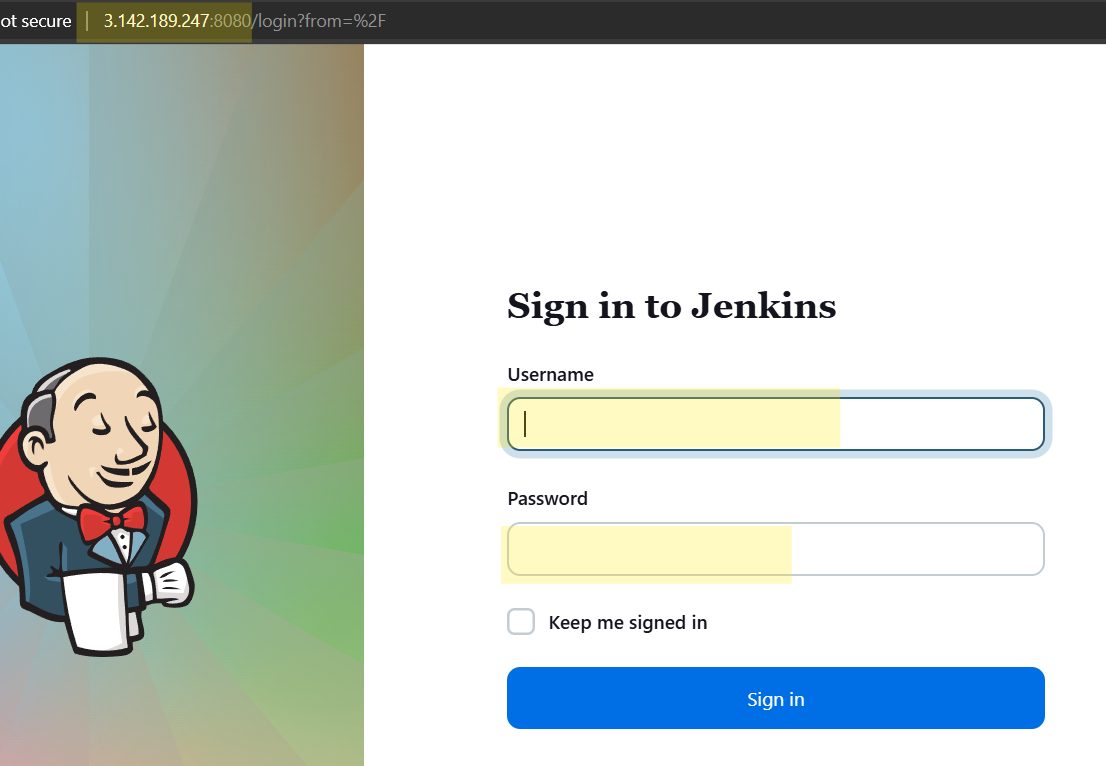 ot secure | 3.142.189.247:8080/login?from=%2F
Sign in to Jenkins
Username
Password
Keep me signed in
Sign in